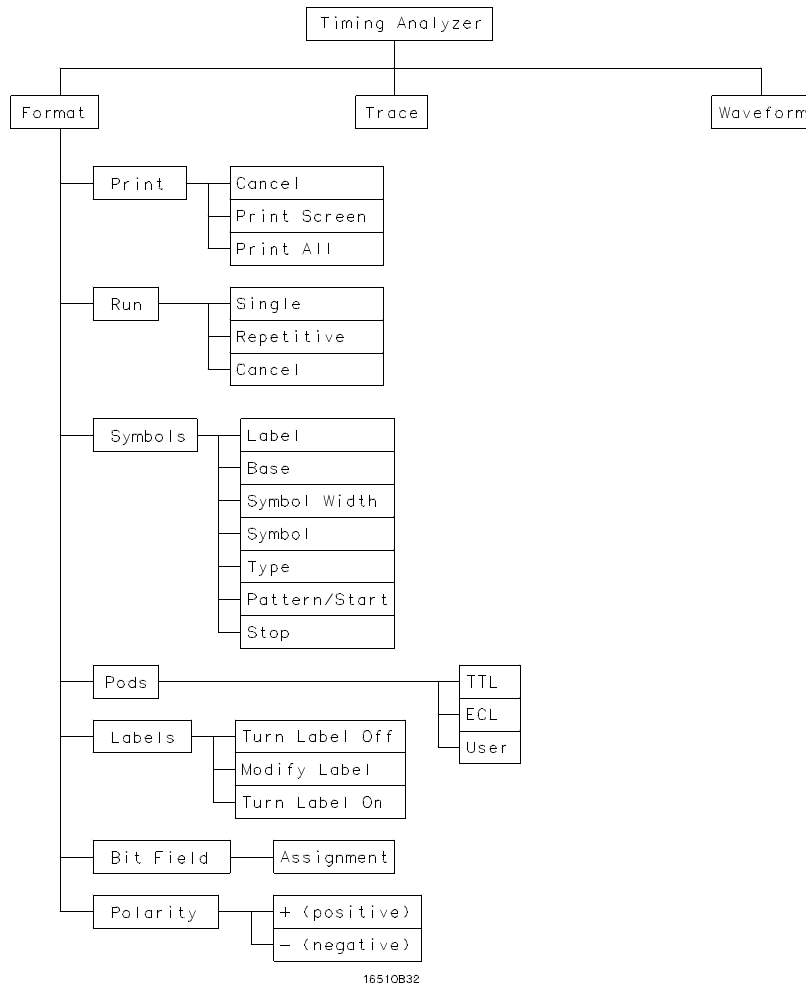 Timing Analyzer
Format
Trace
Waveform
Print
Cancel
Print Screen
Print All
Run
Single
Repetitive
Cancel
Symbols
Label
Base
Symbol Width
Symbol
Type
Pattern/Start
Stop
Pods
TTL
ECL
User
Labels
Turn Label Off
Modify Label
Turn Label On
Bit Field
Assignment
Polarity
+ (positive)
- (negative)
16510B32